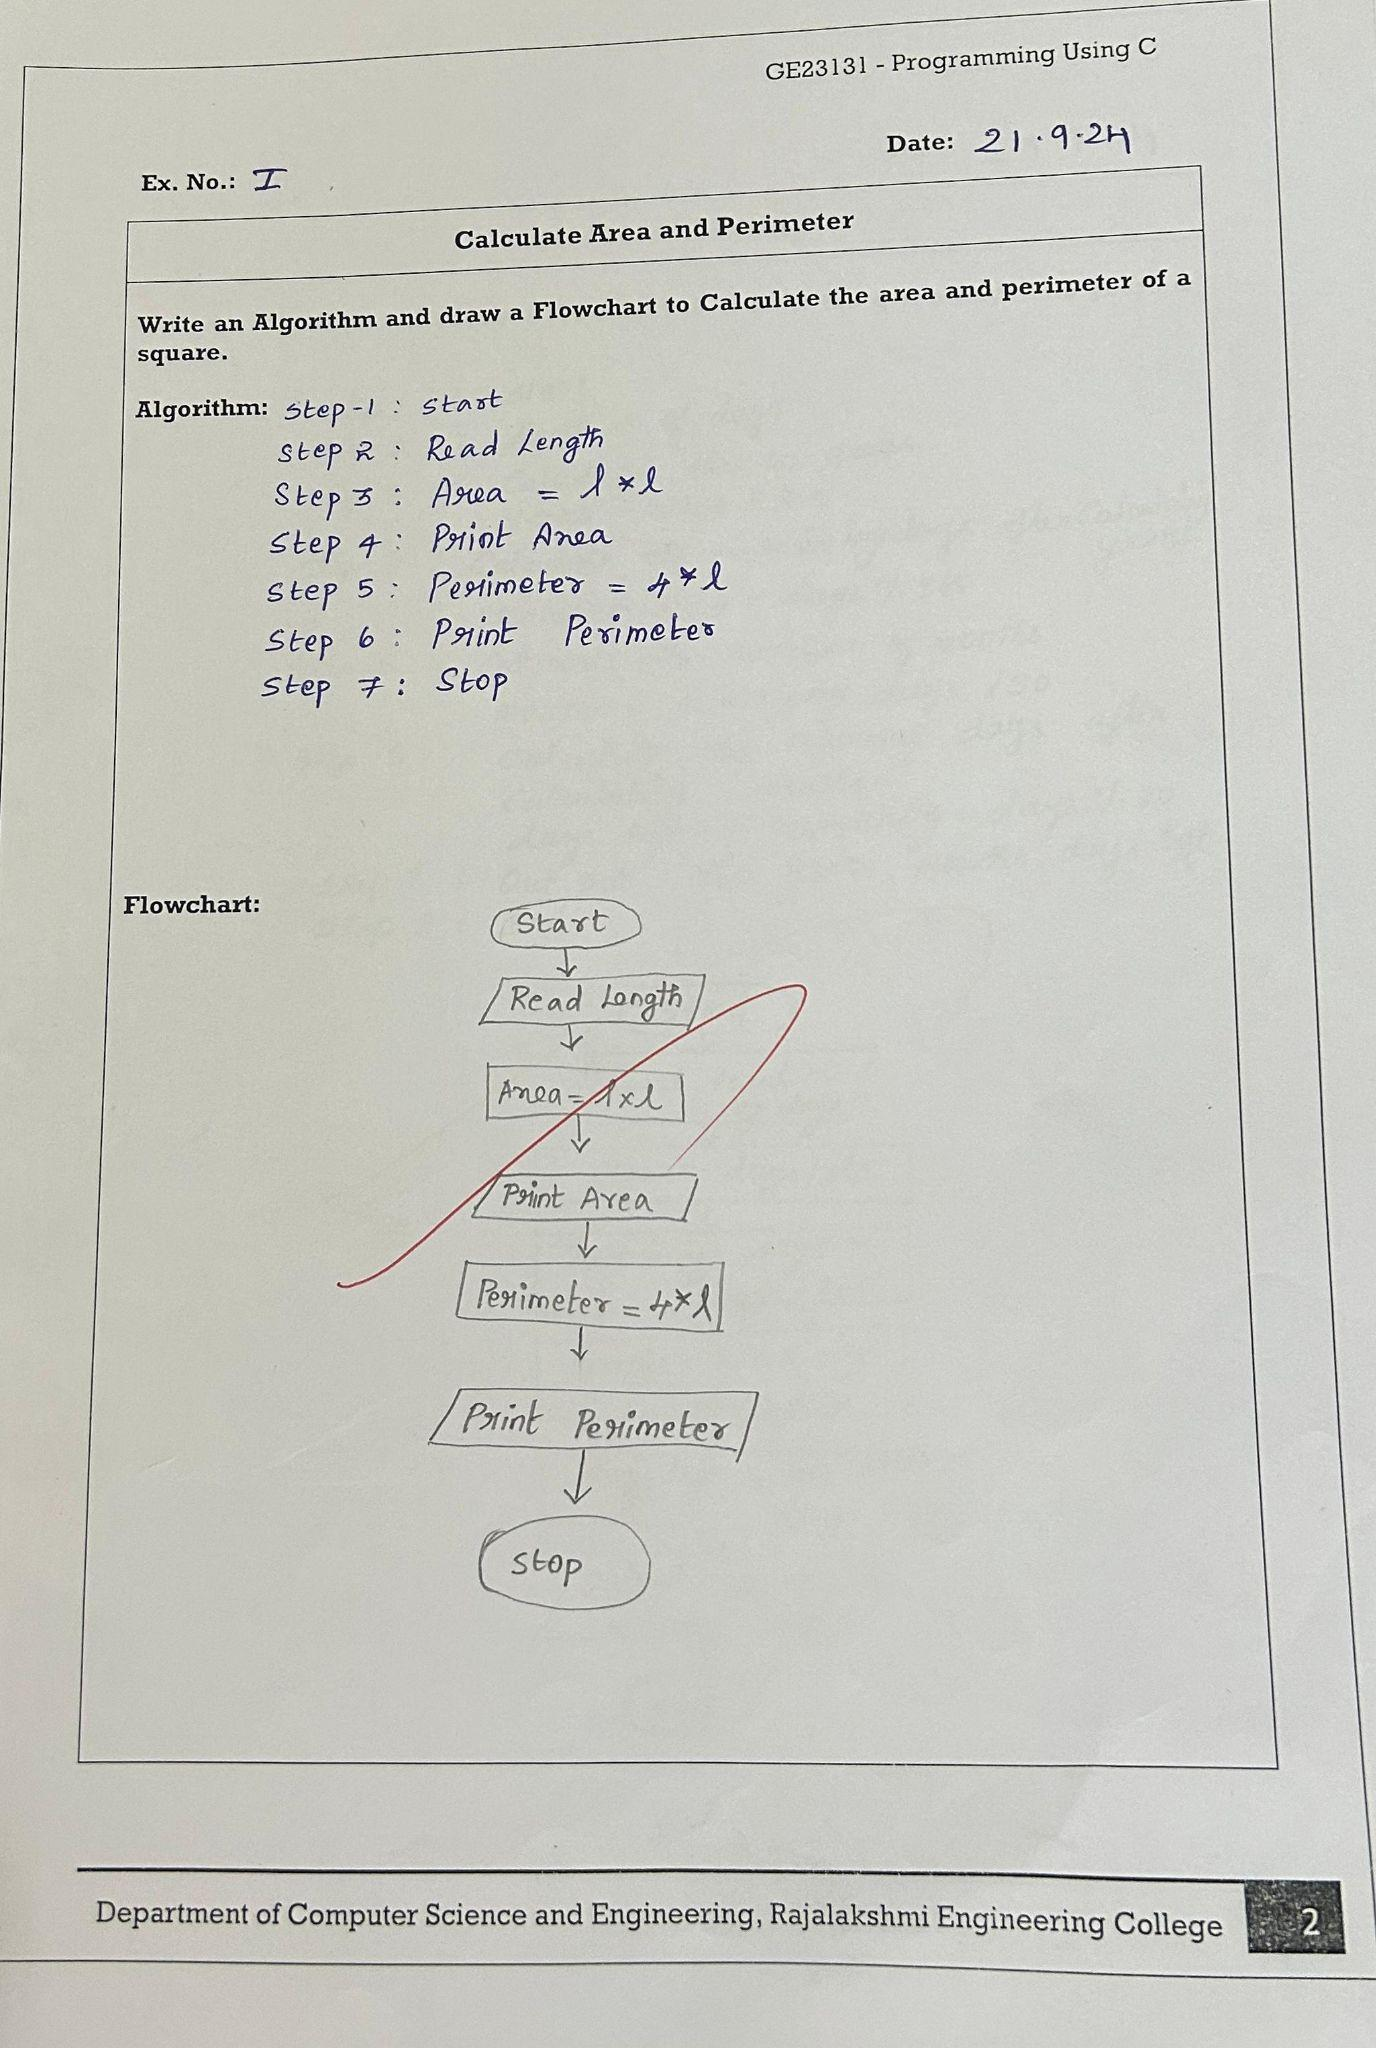 GE23131 - Programming Using C
Date: 21.9.24
Ex. No.: I
Calculate Area and Perimeter
Write an Algorithm and draw a Flowchart to Calculate the area and perimeter of a
square.
Algorithm: Step-1 : Start
Step 2 : Read Length
Step 3 : Area = l*l
Step 4 : Print Area
Step 5 : Perimeter = 4*l
Step 6 : Print Perimeter
Step 7 : Stop
Flowchart:
Start
Read Length
Area = l×l
Print Area
Perimeter = 4*l
Print Perimeter
Stop
Department of Computer Science and Engineering, Rajalakshmi Engineering College 2